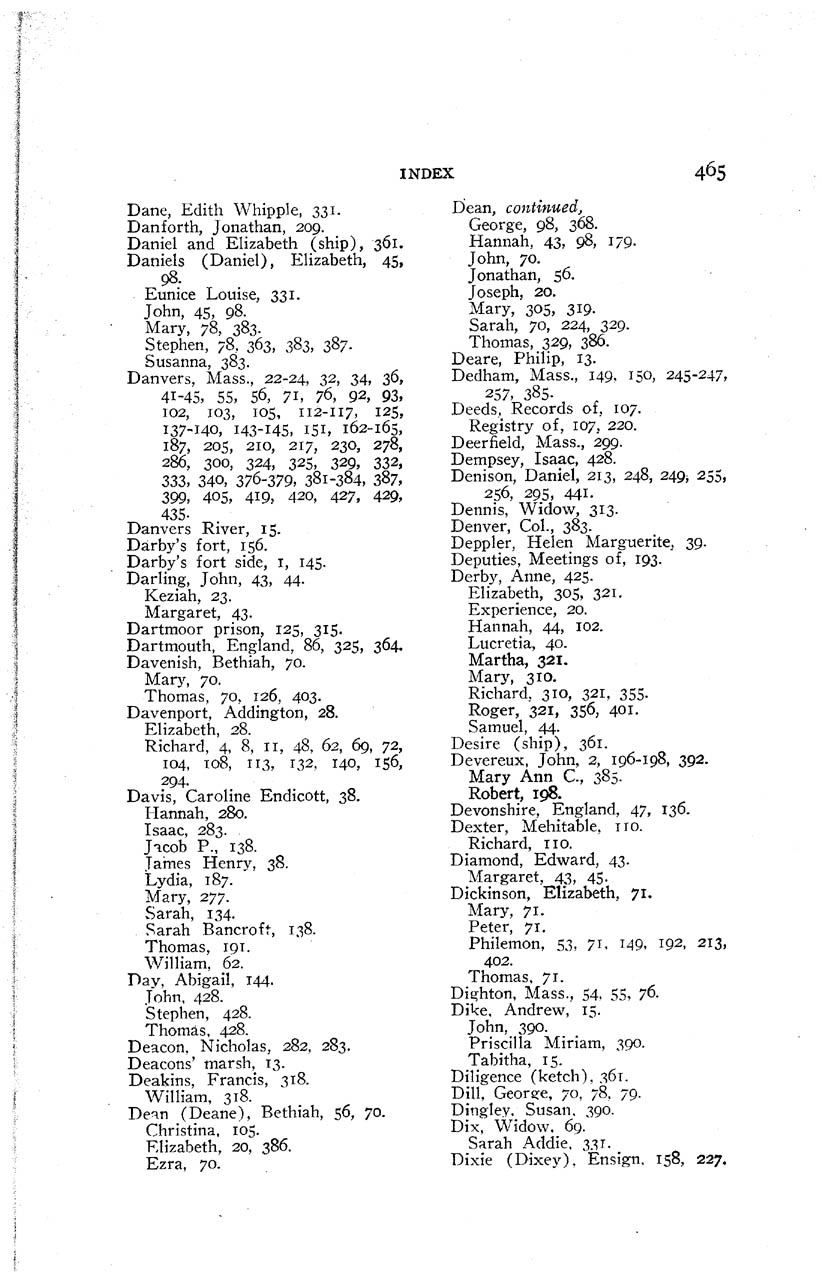 INDEX 465
Dane, Edith Whipple, 331.
Danforth, Jonathan, 209.
Daniel and Elizabeth (ship), 361.
Daniels (Daniel), Elizabeth, 45,
98.
Eunice Louise, 331.
John, 45, 98.
Mary, 78, 383.
Stephen, 78, 363, 383, 387.
Susanna, 383.
Danvers, Mass., 22-24, 32, 34, 36,
41-45, 55, 56, 71, 76, 92, 93,
102, 103, 105, 112-117, 125,
137-140, 143-145, 151, 162-165,
187, 205, 210, 217, 230, 278,
286, 300, 324, 325, 329, 332,
333, 340, 376-379, 381-384, 387,
399, 405, 419, 420, 427, 429,
435.
Danvers River, 15.
Darby's fort, 156.
Darby's fort side, 1, 145.
Darling, John, 43, 44.
Keziah, 23.
Margaret, 43.
Dartmoor prison, 125, 315.
Dartmouth, England, 86, 325, 364.
Davenish, Bethiah, 70.
Mary, 70.
Thomas, 70, 126, 403.
Davenport, Addington, 28.
Elizabeth, 28.
Richard, 4, 8, 11, 48, 62, 69, 72,
104, 108, 113, 132, 140, 156,
294.
Davis, Caroline Endicott, 38.
Hannah, 280.
Isaac, 283.
Jacob P., 138.
James Henry, 38.
Lydia, 187.
Mary, 277.
Sarah, 134.
Sarah Bancroft, 138.
Thomas, 191.
William, 62.
Day, Abigail, 144.
John, 428.
Stephen, 428.
Thomas, 428.
Deacon, Nicholas, 282, 283.
Deacons' marsh, 13.
Deakins, Francis, 318.
William, 318.
Dean (Deane), Bethiah, 56, 70.
Christina, 105.
Elizabeth, 20, 386.
Ezra, 70.
Dean, continued,
George, 98, 368.
Hannah, 43, 98, 179.
John, 70.
Jonathan, 56.
Joseph, 20.
Mary, 305, 319.
Sarah, 70, 224, 329.
Thomas, 329, 386.
Deare, Philip, 13.
Dedham, Mass., 149, 150, 245-247,
257, 385.
Deeds, Records of, 107.
Registry of, 107, 220.
Deerfield, Mass., 299.
Dempsey, Isaac, 428.
Denison, Daniel, 213, 248, 249, 255,
256, 295, 441.
Dennis, Widow, 313.
Denver, Col., 383.
Deppler, Helen Marguerite, 39.
Deputies, Meetings of, 193.
Derby, Anne, 425.
Elizabeth, 305, 321.
Experience, 20.
Hannah, 44, 102.
Lucretia, 40.
Martha, 321.
Mary, 310.
Richard, 310, 321, 355.
Roger, 321, 356, 401.
Samuel, 44.
Desire (ship), 361.
Devereux, John, 2, 196-198, 392.
Mary Ann C., 385.
Robert, 198.
Devonshire, England, 47, 136.
Dexter, Mehitable, 110.
Richard, 110.
Diamond, Edward, 43.
Margaret, 43, 45.
Dickinson, Elizabeth, 71.
Mary, 71.
Peter, 71.
Philemon, 53, 71, 149, 192, 213,
402.
Thomas, 71.
Dighton, Mass., 54, 55, 76.
Dike, Andrew, 15.
John, 390.
Priscilla Miriam, 390.
Tabitha, 15.
Diligence (ketch), 361.
Dill, George, 70, 78, 79.
Dingley, Susan, 390.
Dix, Widow, 69.
Sarah Addie, 331.
Dixie (Dixey), Ensign, 158, 227.